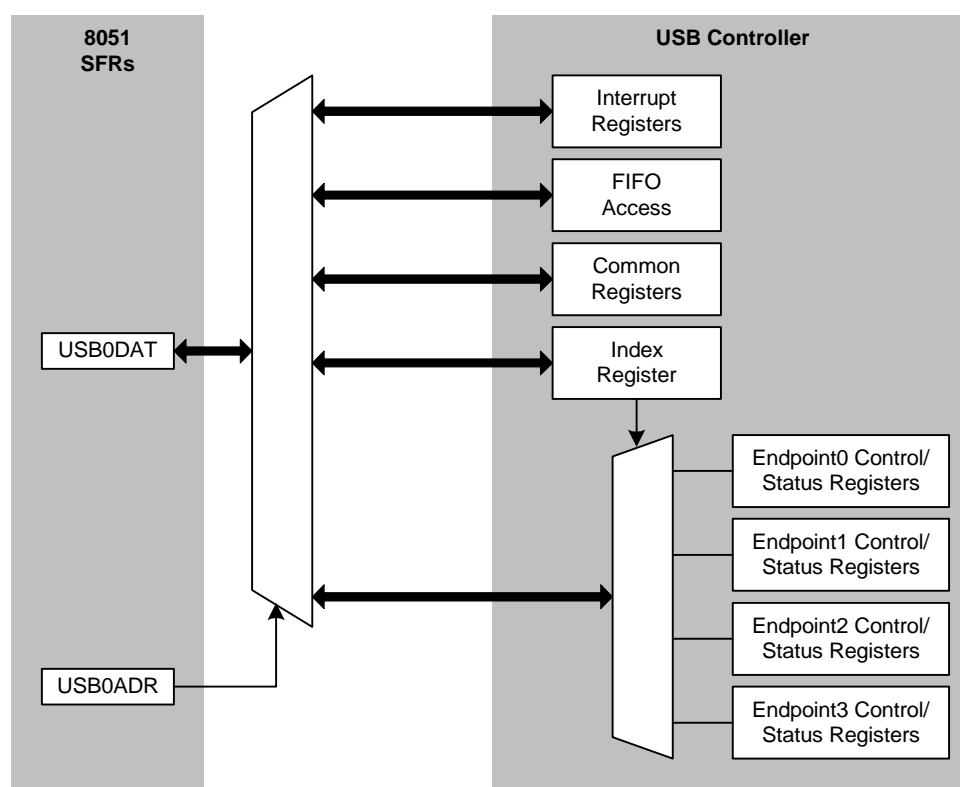 8051
SFRs
USB Controller
Interrupt
Registers
FIFO
Access
Common
Registers
USB0DAT
Index
Register
Endpoint0 Control/
Status Registers
Endpoint1 Control/
Status Registers
Endpoint2 Control/
Status Registers
USB0ADR
Endpoint3 Control/
Status Registers